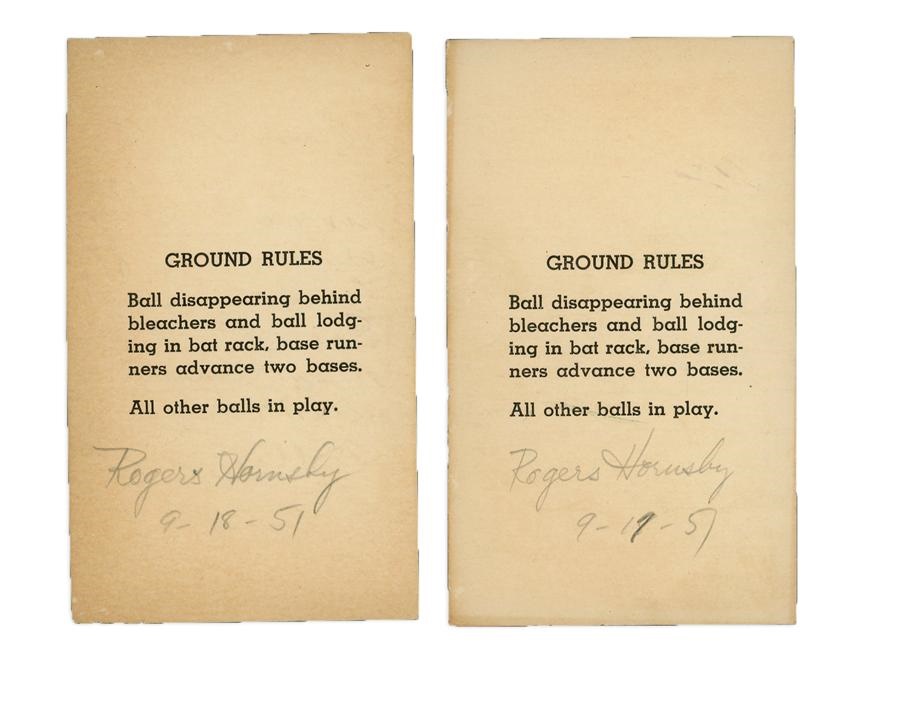 GROUND RULES
Ball disappearing behind
bleachers and ball lodg-
ing in bat rack, base run-
ners advance two bases.
All other balls in play.
Rogers Hornsby
9-18-51
GROUND RULES
Ball disappearing behind
bleachers and ball lodg-
ing in bat rack, base run-
ners advance two bases.
All other balls in play.
Rogers Hornsby
9-19-51